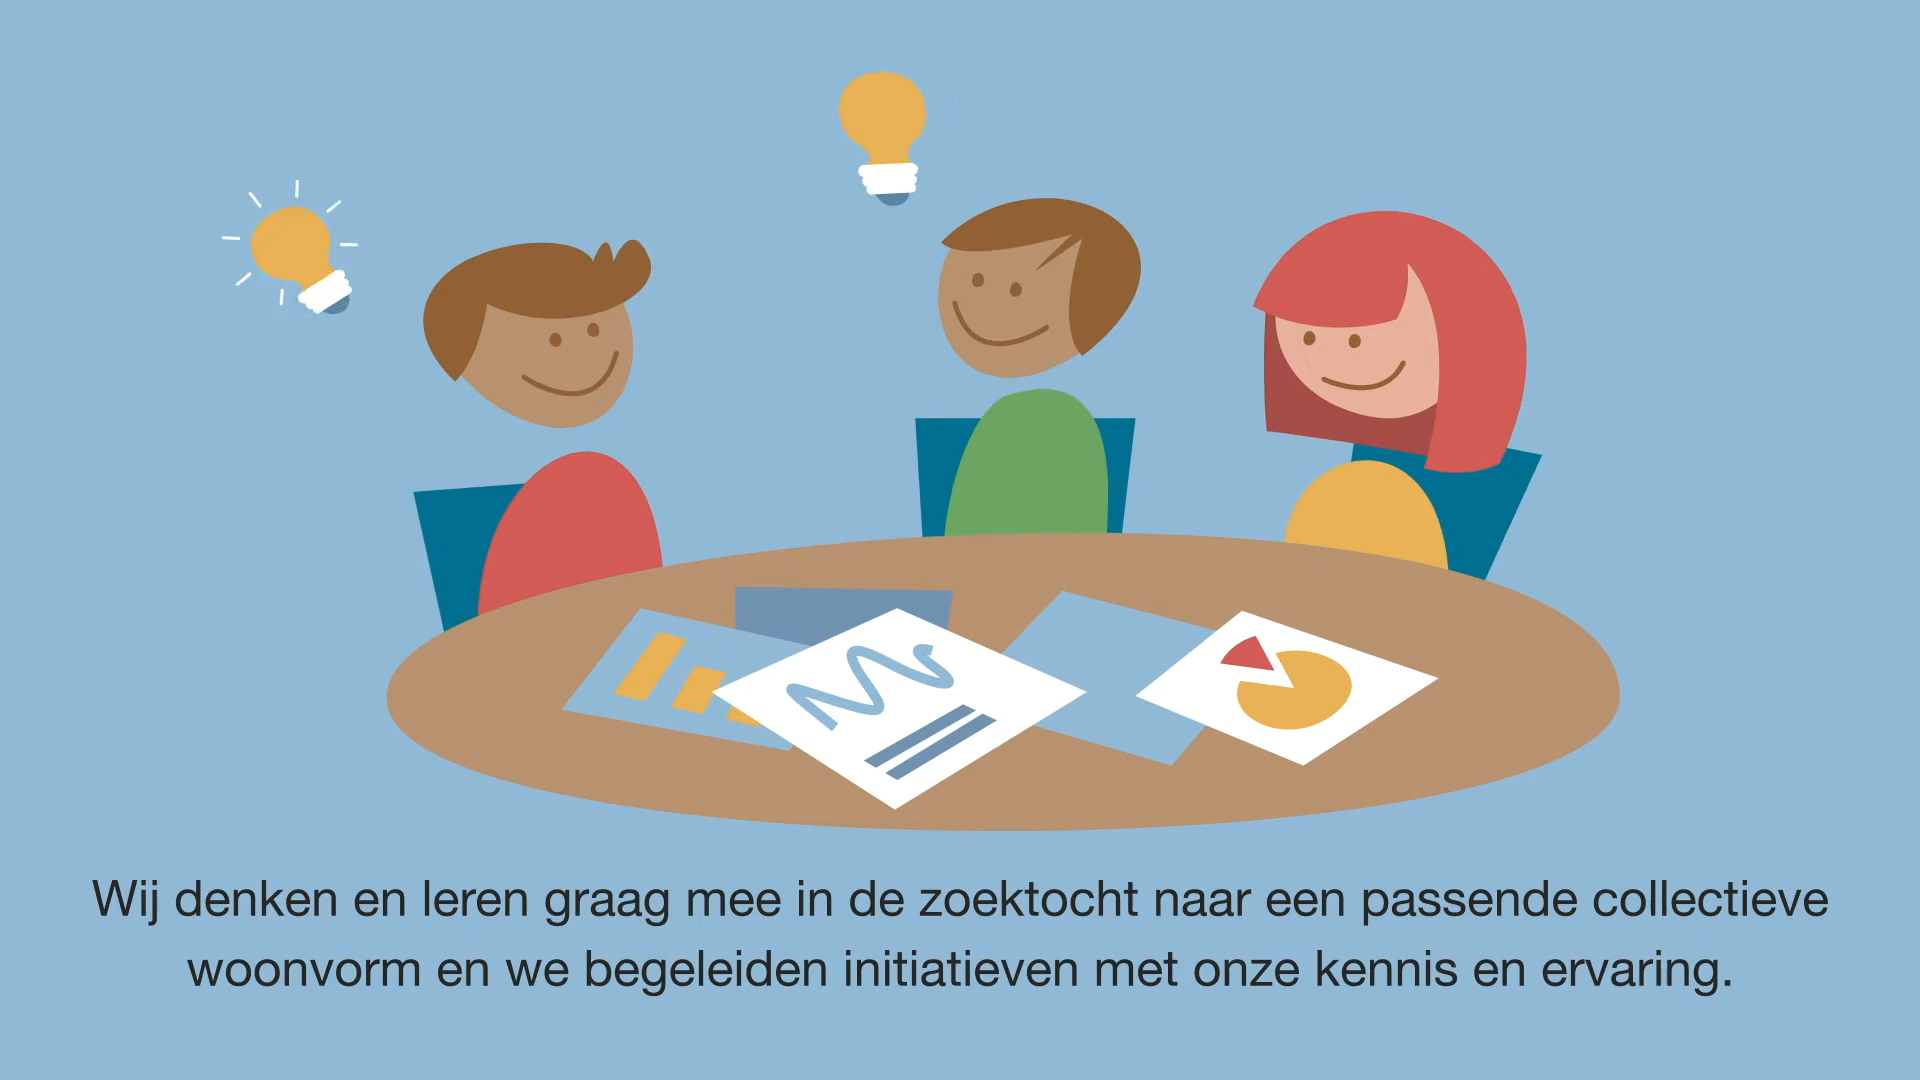 Wij denken en leren graag mee in de zoektocht naar een passende collectieve
woonvorm en we begeleiden initiatieven met onze kennis en ervaring.